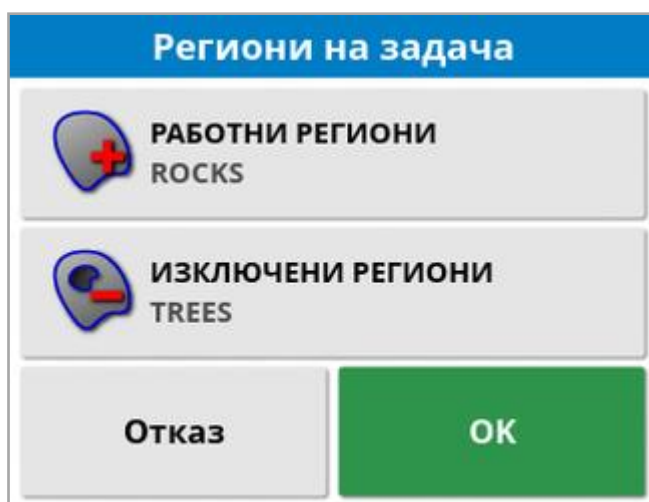 Региони на задача
РАБОТНИ РЕГИОНИ
ROCKS
ИЗКЛЮЧЕНИ РЕГИОНИ
TREES
Отказ
OK